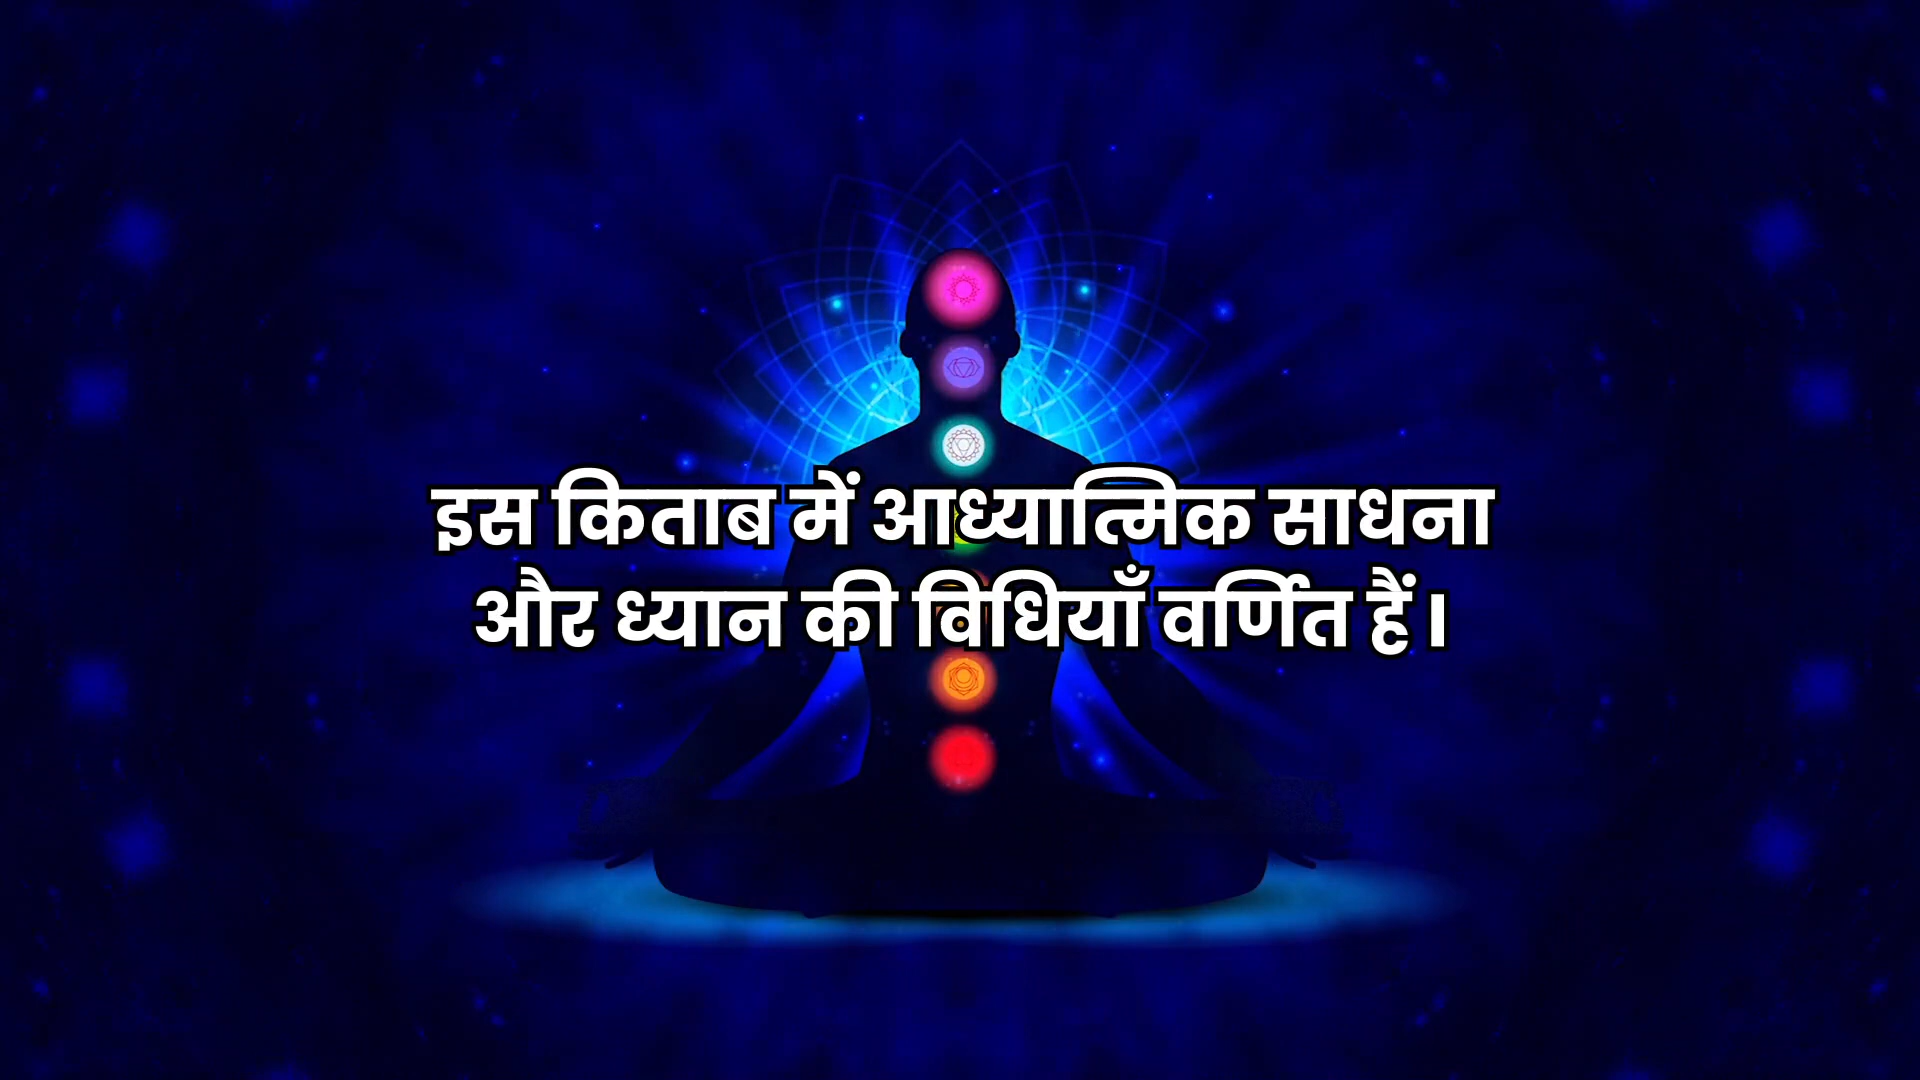 इस किताब में आध्यात्मिक साधना
और ध्यान की विधियाँ वर्णित हैं।